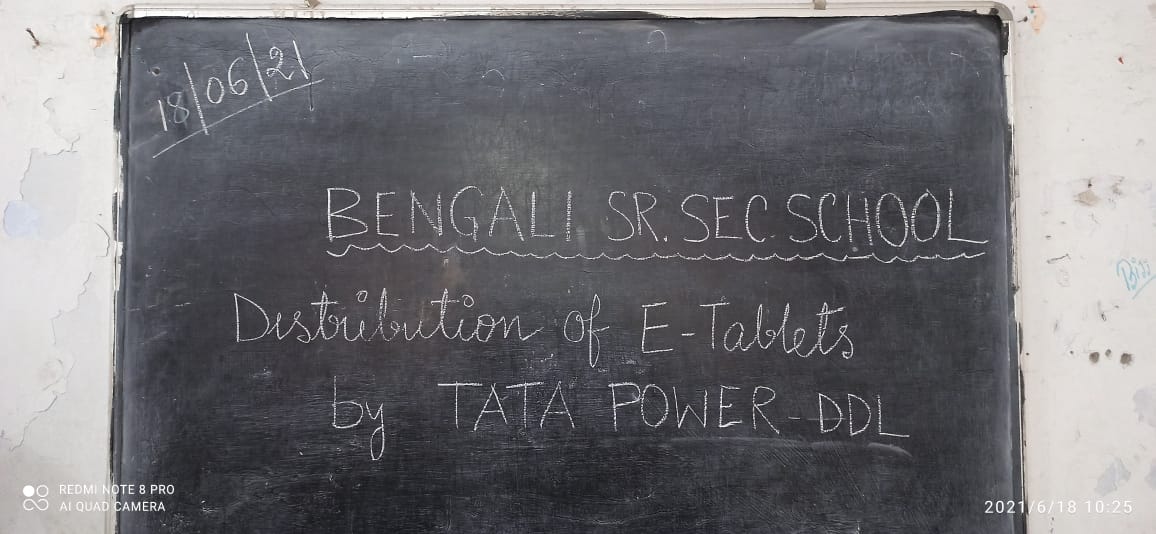 18/06/21
BENGALI SR. SEC. SCHOOL
Distribution of E-Tablets
by TATA POWER-DDL
REDMI NOTE 8 PRO
AI QUAD CAMERA
2021/6/18 10:25